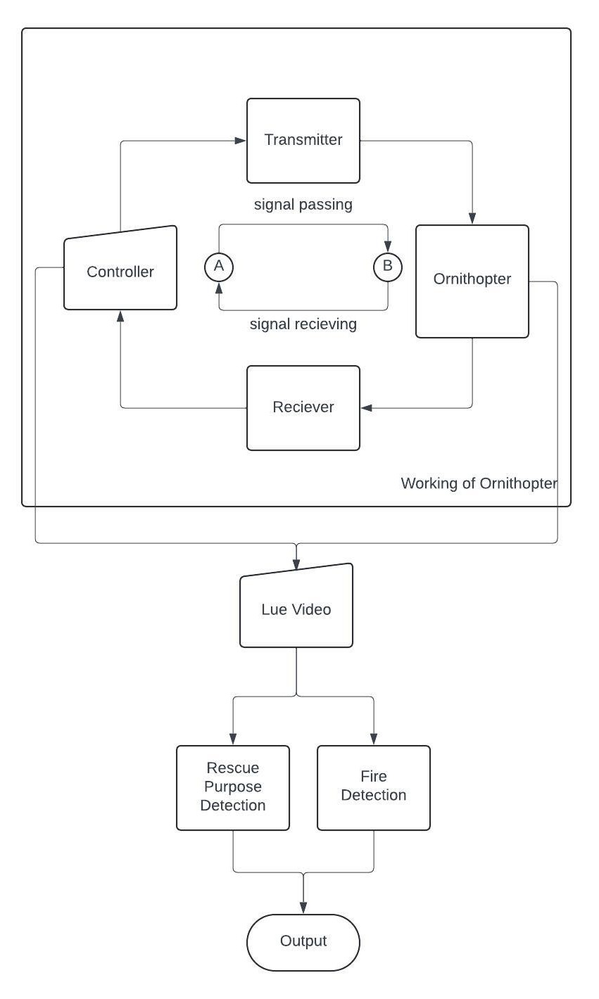 Transmitter
signal passing
Controller
A
B
Ornithopter
signal recieving
Reciever
Working of Ornithopter
Lue Video
Rescue
Purpose
Detection
Fire
Detection
Output